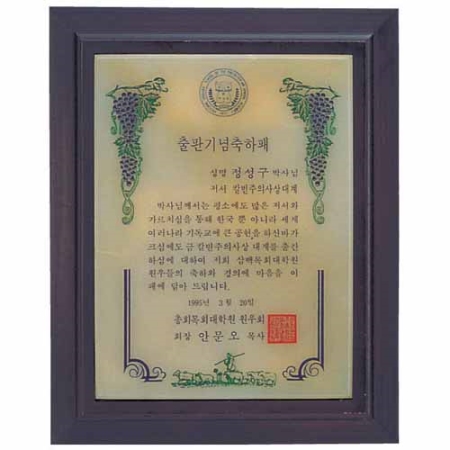 출판기념축하패
성명 정성구 박사님
저서 칼빈주의사상대계
박사님께서는 평소에도 많은 저서와
가르치심을 통해 한국 뿐 아니라 세계
여러나라 기독교에 큰 공헌을 하신바가
크심에도 금 칼빈주의사상 대계를 출간
하심에 대하여 저희 삼백목회대학원
원우들의 축하와 경의에 마음을 이
패에 담아 드립니다.
1995년 3월 20일
총회목회대학원 원우회
회장 안문오 목사